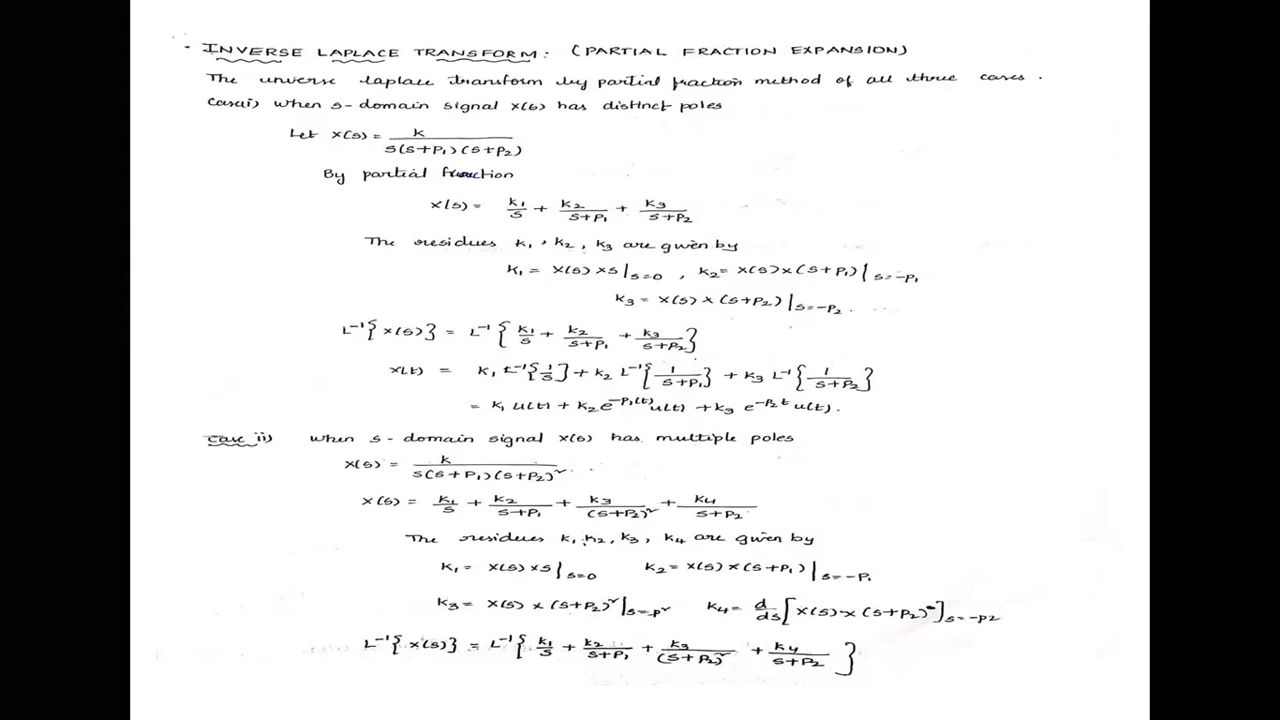 · INVERSE LAPLACE TRANSFORM: (PARTIAL FRACTION EXPANSION)
The unverse laplace transform by partial fraction method of all three cases.
Case i) when s-domain signal X(s) has distinct poles
Let X(s) = k / s(s+P₁)(s+P₂)
By partial fraction
X(s) = k₁/s + k₂/(s+P₁) + k₃/(s+P₂)
The residues k₁, k₂, k₃ are given by
k₁ = X(s) × s|s=0 , k₂ = X(s) × (s+P₁)|s=-P₁
k₃ = X(s) × (s+P₂)|s=-P₂.
L⁻¹{X(s)} = L⁻¹{k₁/s + k₂/(s+P₁) + k₃/(s+P₂)}
x(t) = k₁ L⁻¹{1/s} + k₂ L⁻¹{1/(s+P₁)} + k₃ L⁻¹{1/(s+P₂)}
= k₁ u(t) + k₂ e^-P₁(t) u(t) + k₃ e^-P₂t u(t).
case ii) when s-domain signal X(s) has multiple poles
X(s) = k / s(s+P₁)(s+P₂)².
X(s) = k₁/s + k₂/(s+P₁) + k₃/(s+P₂)² + k₄/(s+P₂)
The residues k₁, k₂, k₃, k₄ are given by
k₁ = X(s) × s|s=0 k₂ = X(s) × (s+P₁)|s=-P₁
k₃ = X(s) × (s+P₂)²|s=-P² k₄ = d/ds[X(s) × (s+P₂)²]s=-P2
L⁻¹{X(s)} = L⁻¹{k₁/s + k₂/(s+P₁) + k₃/(s+P₂)² + k₄/(s+P₂)}